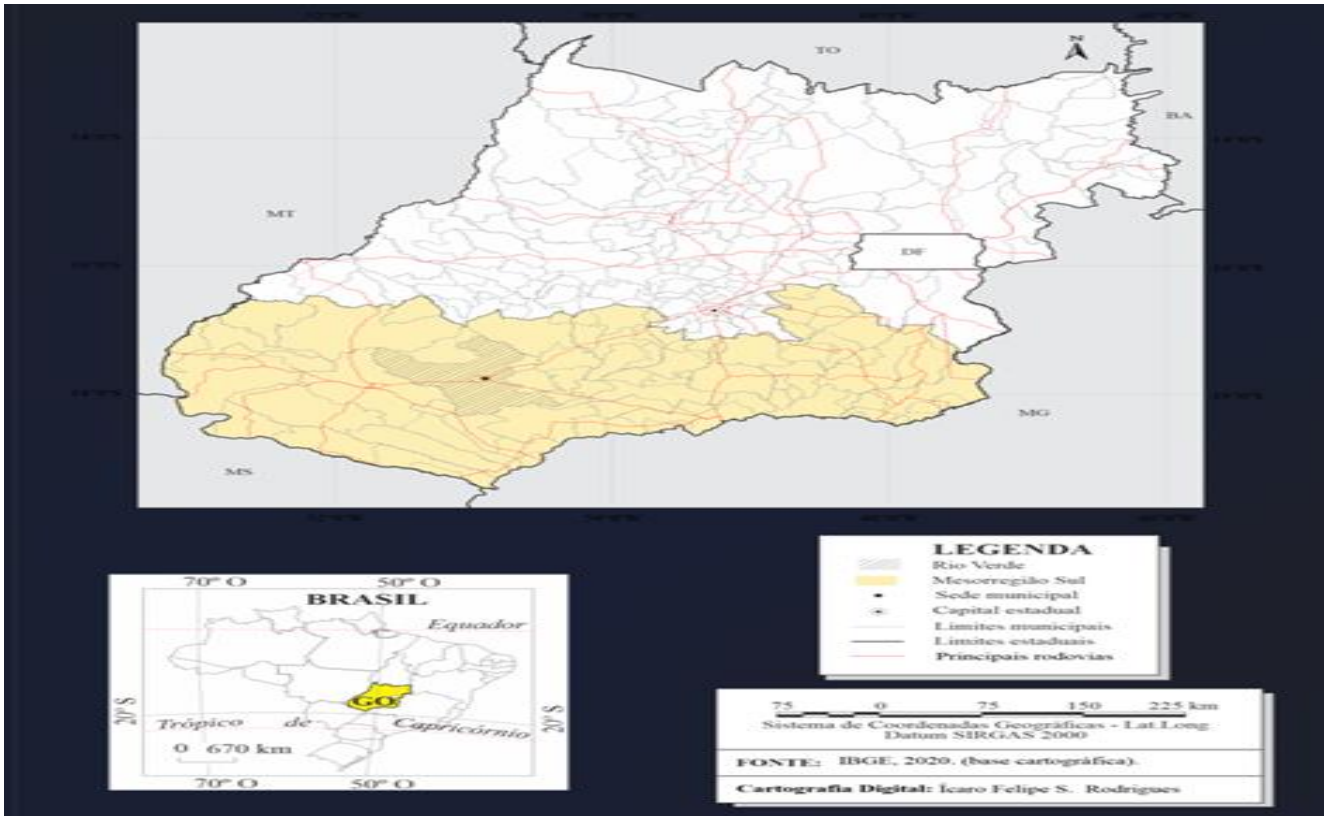 N
TO
BA
MT
DF
MG
MS
LEGENDA
Rio Verde
Mesorregião Sul
Sede municipal
Capital estadual
Limites municipais
Limites estaduais
Principais rodovias
70° O 50° O
BRASIL
Equador
GO
20° S
Trópico de Capricórnio
20° S
0 670 km
70° O 50° O
75 0 75 150 225 km
Sistema de Coordenadas Geográficas - Lat.Long.
Datum SIRGAS 2000
FONTE: IBGE, 2020. (base cartográfica).
Cartografia Digital: Ícaro Felipe S. Rodrigues